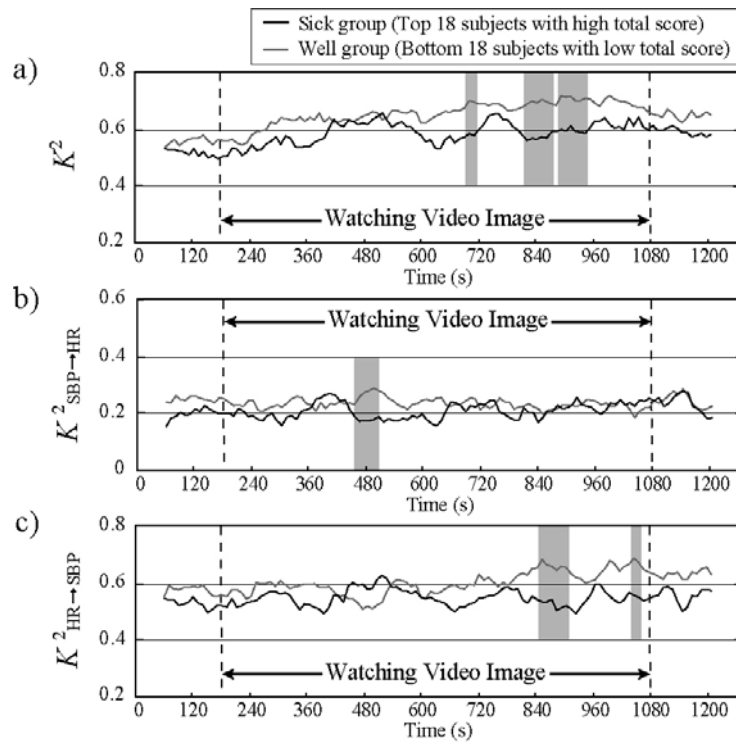 Sick group (Top 18 subjects with high total score)
Well group (Bottom 18 subjects with low total score)
a)
0.8
0.6
0.4
0.2
K²
Watching Video Image
0 120 240 360 480 600 720 840 960 1080 1200
Time (s)
b)
0.6
0.4
0.2
0
K² SBP→HR
Watching Video Image
0 120 240 360 480 600 720 840 960 1080 1200
Time (s)
c)
0.8
0.6
0.4
0.2
K² HR→SBP
Watching Video Image
0 120 240 360 480 600 720 840 960 1080 1200
Time (s)